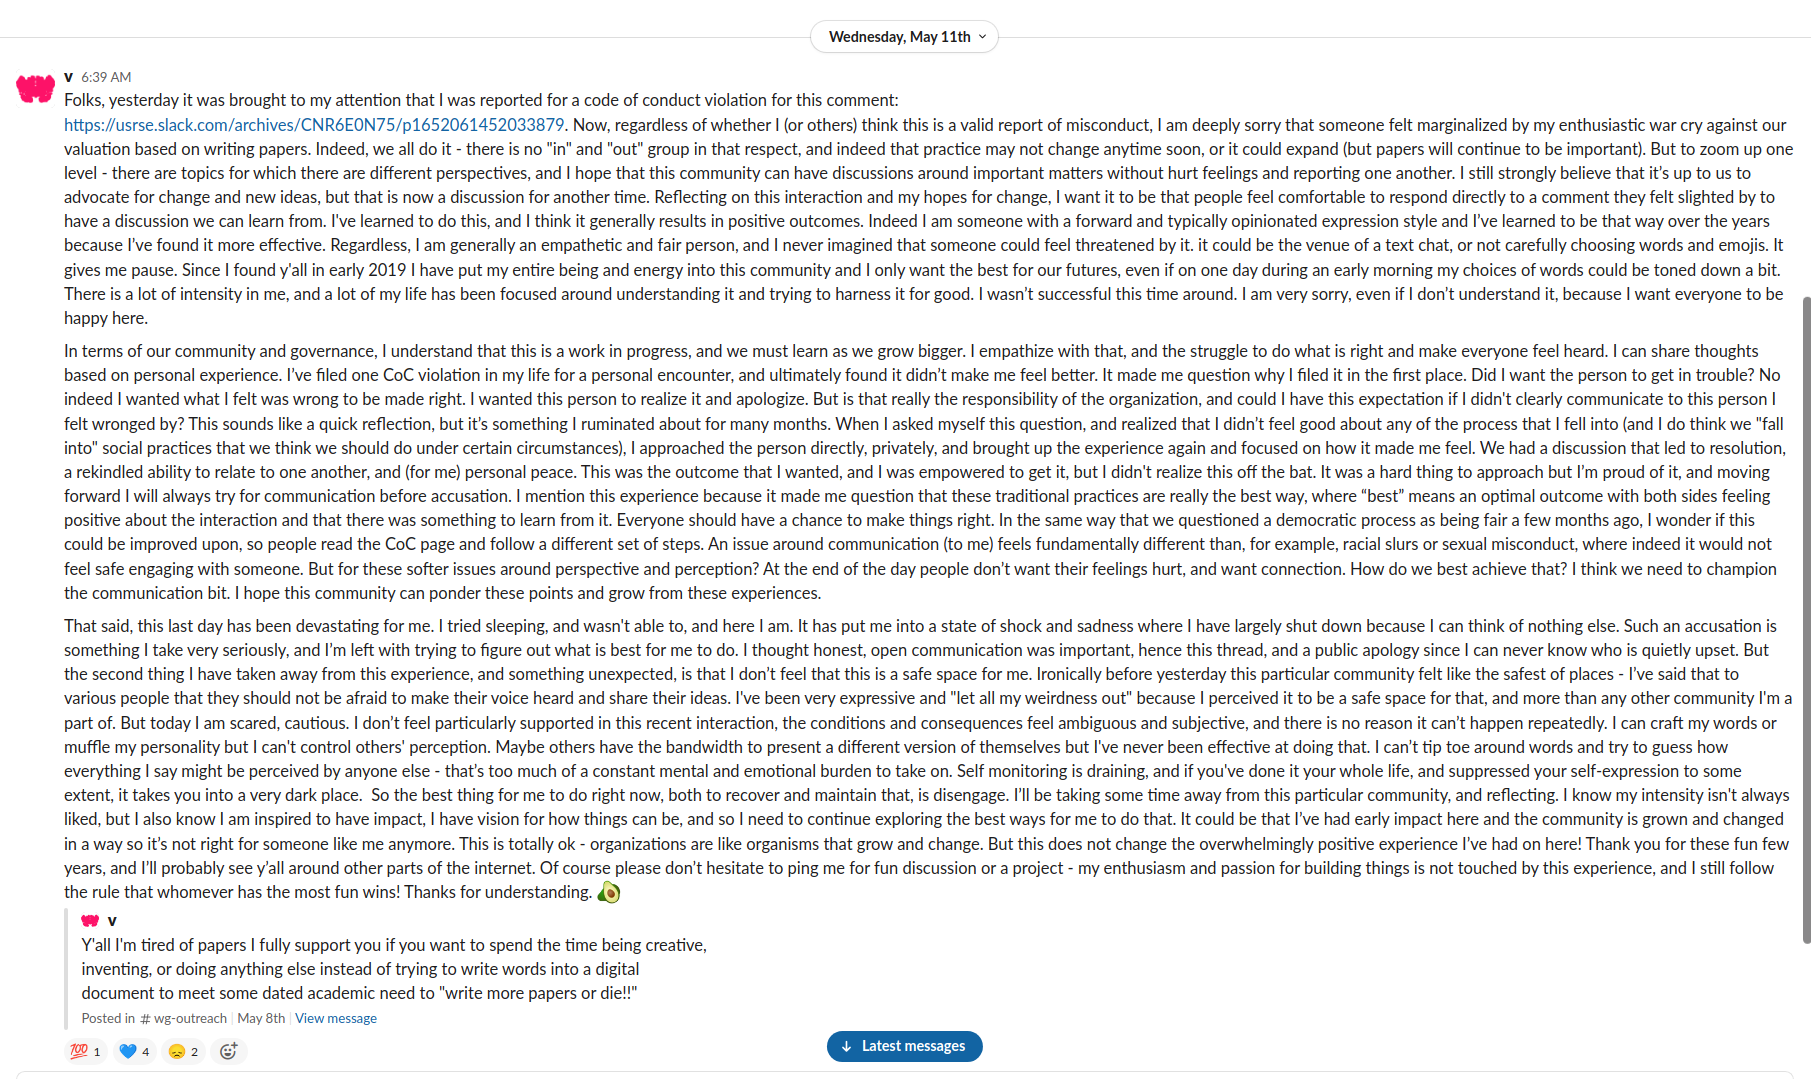 Wednesday, May 11th
v 6:39 AM
Folks, yesterday it was brought to my attention that I was reported for a code of conduct violation for this comment:
https://usrse.slack.com/archives/CNR6E0N75/p1652061452033879. Now, regardless of whether I (or others) think this is a valid report of misconduct, I am deeply sorry that someone felt marginalized by my enthusiastic war cry against our
valuation based on writing papers. Indeed, we all do it - there is no "in" and "out" group in that respect, and indeed that practice may not change anytime soon, or it could expand (but papers will continue to be important). But to zoom up one
level - there are topics for which there are different perspectives, and I hope that this community can have discussions around important matters without hurt feelings and reporting one another. I still strongly believe that it's up to us to
advocate for change and new ideas, but that is now a discussion for another time. Reflecting on this interaction and my hopes for change, I want it to be that people feel comfortable to respond directly to a comment they felt slighted by to
have a discussion we can learn from. I've learned to do this, and I think it generally results in positive outcomes. Indeed I am someone with a forward and typically opinionated expression style and I've learned to be that way over the years
because I've found it more effective. Regardless, I am generally an empathetic and fair person, and I never imagined that someone could feel threatened by it. it could be the venue of a text chat, or not carefully choosing words and emojis. It
gives me pause. Since I found y'all in early 2019 I have put my entire being and energy into this community and I only want the best for our futures, even if on one day during an early morning my choices of words could be toned down a bit.
There is a lot of intensity in me, and a lot of my life has been focused around understanding it and trying to harness it for good. I wasn't successful this time around. I am very sorry, even if I don't understand it, because I want everyone to be
happy here.
In terms of our community and governance, I understand that this is a work in progress, and we must learn as we grow bigger. I empathize with that, and the struggle to do what is right and make everyone feel heard. I can share thoughts
based on personal experience. I've filed one CoC violation in my life for a personal encounter, and ultimately found it didn't make me feel better. It made me question why I filed it in the first place. Did I want the person to get in trouble? No
indeed I wanted what I felt was wrong to be made right. I wanted this person to realize it and apologize. But is that really the responsibility of the organization, and could I have this expectation if I didn't clearly communicate to this person I
felt wronged by? This sounds like a quick reflection, but it's something I ruminated about for many months. When I asked myself this question, and realized that I didn't feel good about any of the process that I fell into (and I do think we "fall
into" social practices that we think we should do under certain circumstances), I approached the person directly, privately, and brought up the experience again and focused on how it made me feel. We had a discussion that led to resolution,
a rekindled ability to relate to one another, and (for me) personal peace. This was the outcome that I wanted, and I was empowered to get it, but I didn't realize this off the bat. It was a hard thing to approach but I'm proud of it, and moving
forward I will always try for communication before accusation. I mention this experience because it made me question that these traditional practices are really the best way, where “best” means an optimal outcome with both sides feeling
positive about the interaction and that there was something to learn from it. Everyone should have a chance to make things right. In the same way that we questioned a democratic process as being fair a few months ago, I wonder if this
could be improved upon, so people read the CoC page and follow a different set of steps. An issue around communication (to me) feels fundamentally different than, for example, racial slurs or sexual misconduct, where indeed it would not
feel safe engaging with someone. But for these softer issues around perspective and perception? At the end of the day people don't want their feelings hurt, and want connection. How do we best achieve that? I think we need to champion
the communication bit. I hope this community can ponder these points and grow from these experiences.
That said, this last day has been devastating for me. I tried sleeping, and wasn't able to, and here I am. It has put me into a state of shock and sadness where I have largely shut down because I can think of nothing else. Such an accusation is
something I take very seriously, and I'm left with trying to figure out what is best for me to do. I thought honest, open communication was important, hence this thread, and a public apology since I can never know who is quietly upset. But
the second thing I have taken away from this experience, and something unexpected, is that I don't feel that this is a safe space for me. Ironically before yesterday this particular community felt like the safest of places - I've said that to
various people that they should not be afraid to make their voice heard and share their ideas. I've been very expressive and "let all my weirdness out" because I perceived it to be a safe space for that, and more than any other community I'm a
part of. But today I am scared, cautious. I don't feel particularly supported in this recent interaction, the conditions and consequences feel ambiguous and subjective, and there is no reason it can't happen repeatedly. I can craft my words or
muffle my personality but I can't control others' perception. Maybe others have the bandwidth to present a different version of themselves but I've never been effective at doing that. I can't tip toe around words and try to guess how
everything I say might be perceived by anyone else - that's too much of a constant mental and emotional burden to take on. Self monitoring is draining, and if you've done it your whole life, and suppressed your self-expression to some
extent, it takes you into a very dark place.  So the best thing for me to do right now, both to recover and maintain that, is disengage. I'll be taking some time away from this particular community, and reflecting. I know my intensity isn't always
liked, but I also know I am inspired to have impact, I have vision for how things can be, and so I need to continue exploring the best ways for me to do that. It could be that I've had early impact here and the community is grown and changed
in a way so it's not right for someone like me anymore. This is totally ok - organizations are like organisms that grow and change. But this does not change the overwhelmingly positive experience I've had on here! Thank you for these fun few
years, and I'll probably see y'all around other parts of the internet. Of course please don't hesitate to ping me for fun discussion or a project - my enthusiasm and passion for building things is not touched by this experience, and I still follow
the rule that whomever has the most fun wins! Thanks for understanding. 🥑
v
Y'all I'm tired of papers I fully support you if you want to spend the time being creative,
inventing, or doing anything else instead of trying to write words into a digital
document to meet some dated academic need to "write more papers or die!!"
Posted in # wg-outreach | May 8th | View message
💯 1 💙 4 😞 2
Latest messages